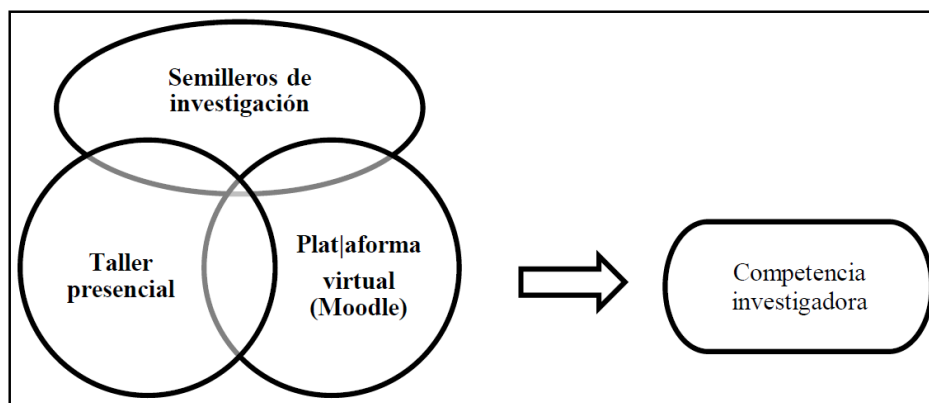 Semilleros de
investigación
Taller
presencial
Plat|aforma
virtual
(Moodle)
Competencia
investigadora